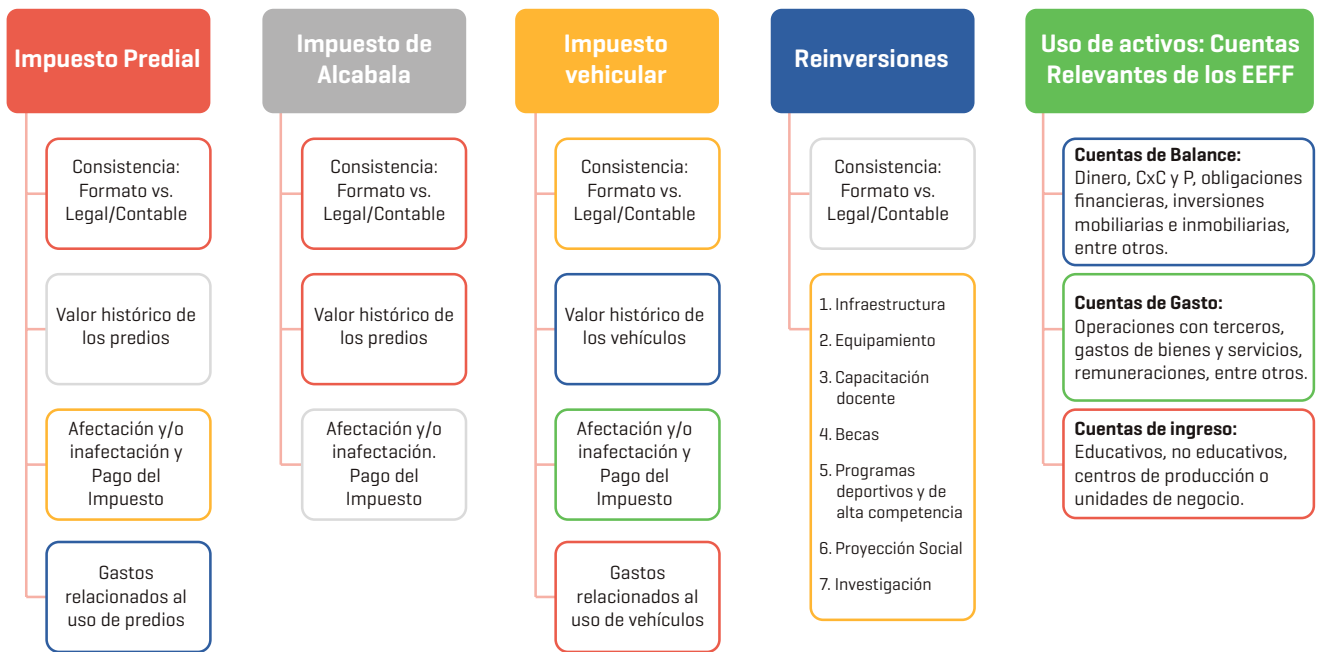 Impuesto Predial
Consistencia:
Formato vs.
Legal/Contable
Valor histórico de
los predios
Afectación y/o
inafectación y
Pago del
Impuesto
Gastos
relacionados al
uso de predios
Impuesto de
Alcabala
Consistencia:
Formato vs.
Legal/Contable
Valor histórico de
los predios
Afectación y/o
inafectación.
Pago del
Impuesto
Impuesto
vehicular
Consistencia:
Formato vs.
Legal/Contable
Valor histórico de
los vehículos
Afectación y/o
inafectación y
Pago del
Impuesto
Gastos
relacionados al
uso de vehículos
Reinversiones
Consistencia:
Formato vs.
Legal/Contable
1. Infraestructura
2. Equipamiento
3. Capacitación
docente
4. Becas
5. Programas
deportivos y de
alta competencia
6. Proyección Social
7. Investigación
Uso de activos: Cuentas
Relevantes de los EEFF
Cuentas de Balance:
Dinero, CxC y P, obligaciones
financieras, inversiones
mobiliarias e inmobiliarias,
entre otros.
Cuentas de Gasto:
Operaciones con terceros,
gastos de bienes y servicios,
remuneraciones, entre otros.
Cuentas de ingreso:
Educativos, no educativos,
centros de producción o
unidades de negocio.